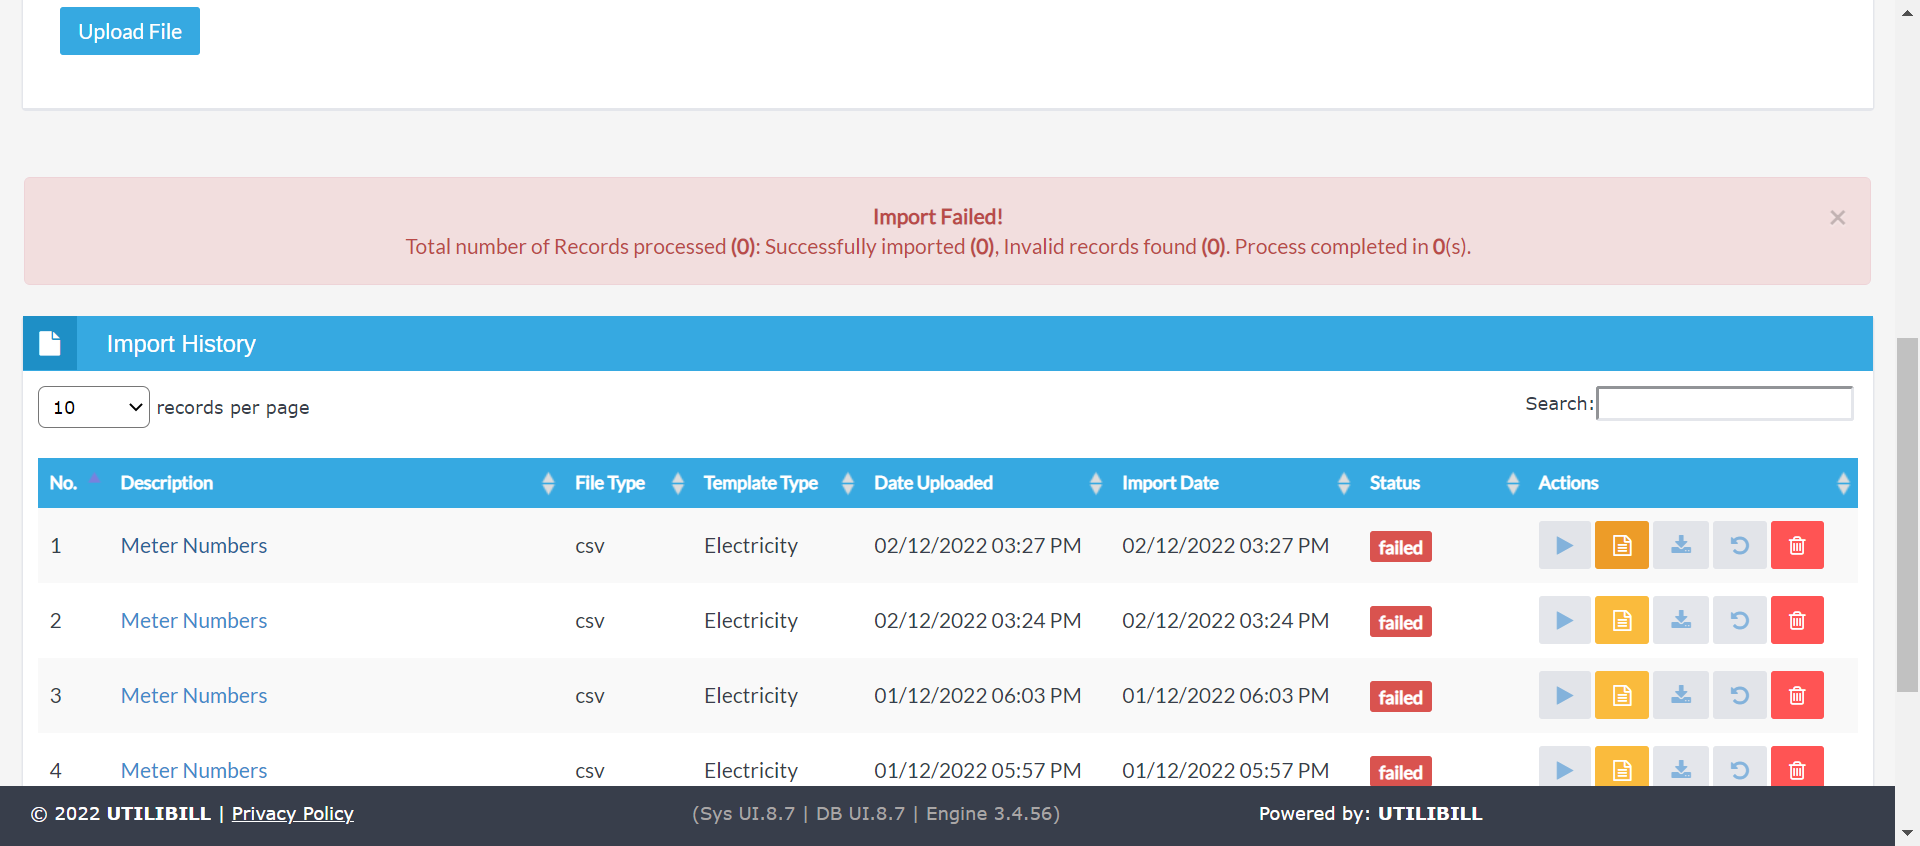 Upload File
Import Failed!
×
Total number of Records processed (0): Successfully imported (0), Invalid records found (0). Process completed in 0(s).
Import History
10 records per page
Search:
No. Description File Type Template Type Date Uploaded Import Date Status Actions
1 Meter Numbers csv Electricity 02/12/2022 03:27 PM 02/12/2022 03:27 PM failed
2 Meter Numbers csv Electricity 02/12/2022 03:24 PM 02/12/2022 03:24 PM failed
3 Meter Numbers csv Electricity 01/12/2022 06:03 PM 01/12/2022 06:03 PM failed
4 Meter Numbers csv Electricity 01/12/2022 05:57 PM 01/12/2022 05:57 PM failed
© 2022 UTILIBILL | Privacy Policy (Sys UI.8.7 | DB UI.8.7 | Engine 3.4.56) Powered by: UTILIBILL